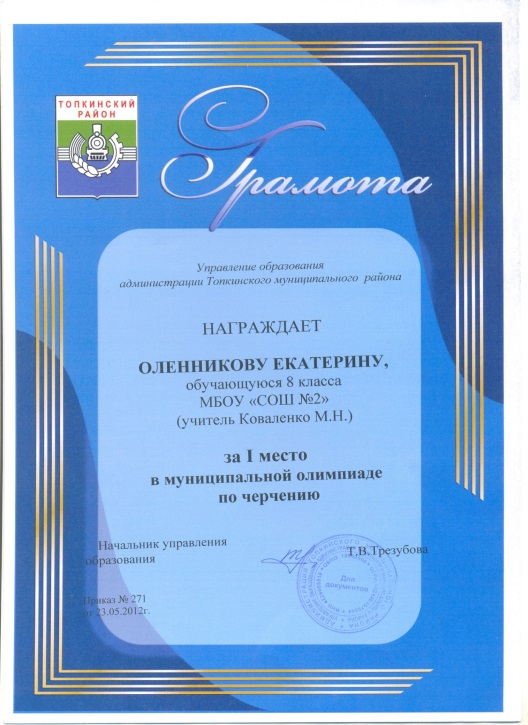 ТОПКИНСКИЙ
РАЙОН
Грамота
Управление образования
администрации Топкинского муниципального района
НАГРАЖДАЕТ
ОЛЕННИКОВУ ЕКАТЕРИНУ,
обучающуюся 8 класса
МБОУ «СОШ №2»
(учитель Коваленко М.Н.)
за I место
в муниципальной олимпиаде
по черчению
Начальник управления
образования
Т.В.Трезубова
Для
документов
Приказ № 271
от 23.05.2012г.